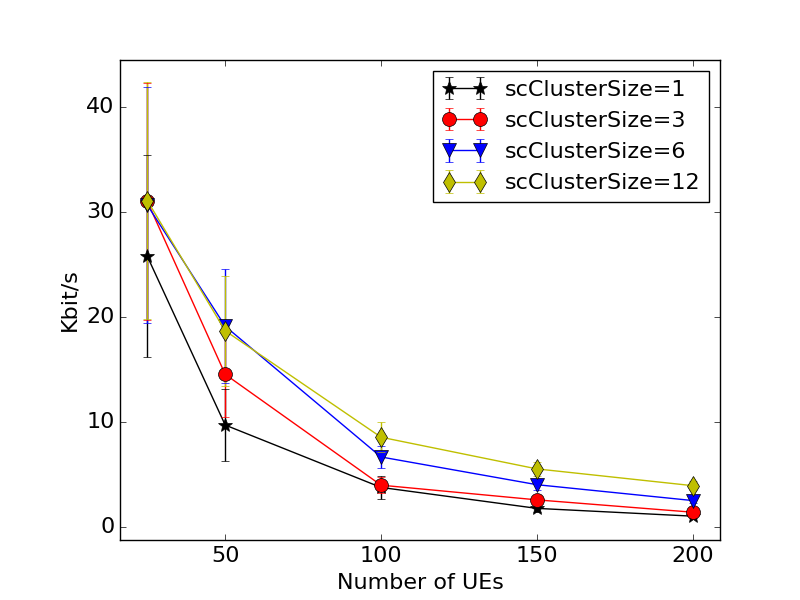 scClusterSize=1
scClusterSize=3
scClusterSize=6
scClusterSize=12
40
30
20
10
0
Kbit/s
50 100 150 200
Number of UEs